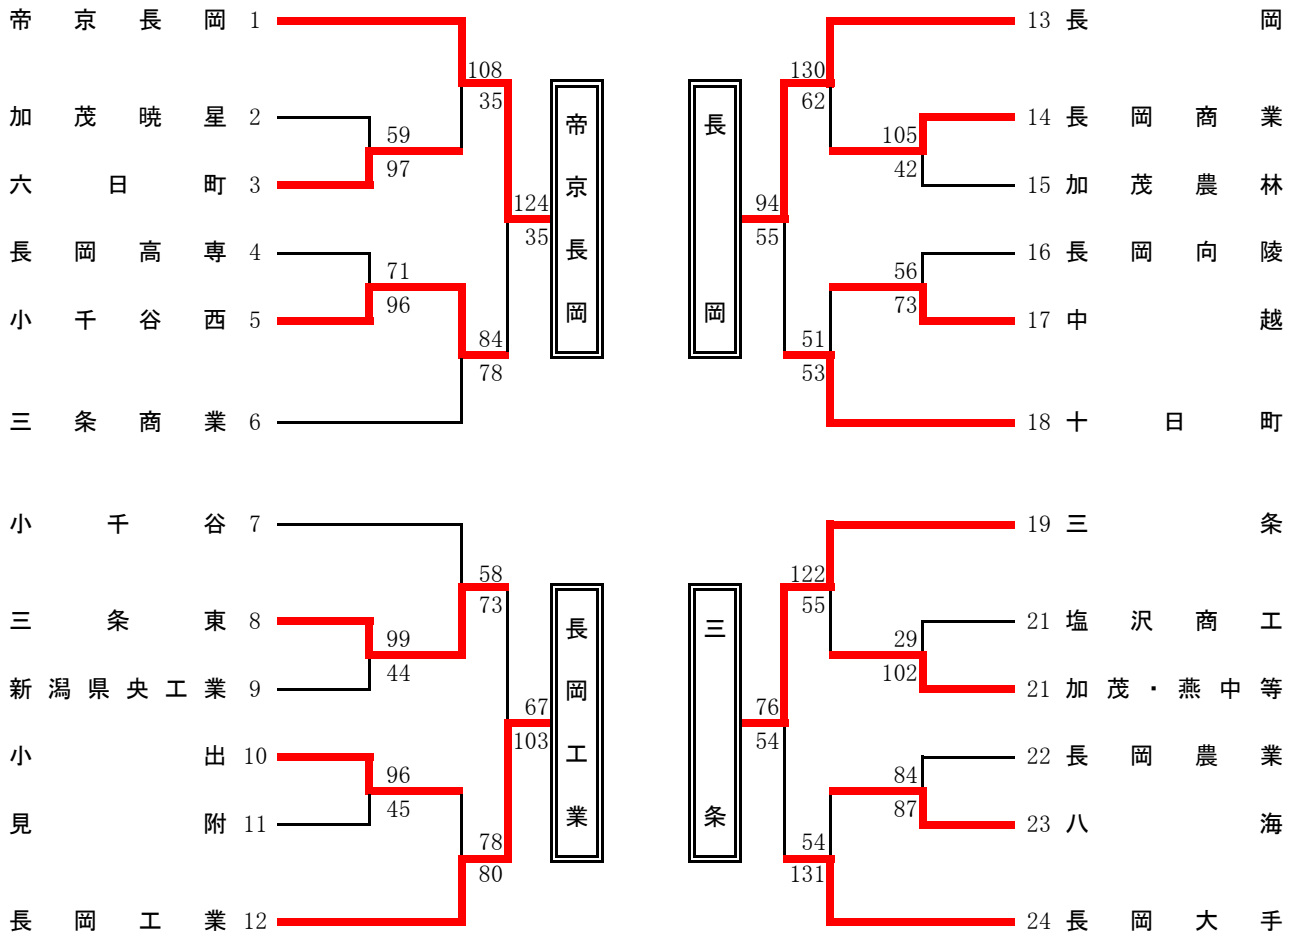 帝京長岡 1
108
35
加茂暁星 2
59
97
六日町 3
124
35
帝京長岡
長岡高専 4
71
96
小千谷西 5
84
78
三条商業 6
小千谷 7
58
73
三条東 8
99
44
新潟県央工業 9
67
103
長岡工業
小出 10
96
45
見附 11
78
80
長岡工業 12
13 長岡
130
62
14 長岡商業
105
42
15 加茂農林
長岡
94
55
16 長岡向陵
56
73
17 中越
51
53
18 十日町
19 三条
122
55
21 塩沢商工
29
102
21 加茂・燕中等
三条
76
54
22 長岡農業
84
87
23 八海
54
131
24 長岡大手